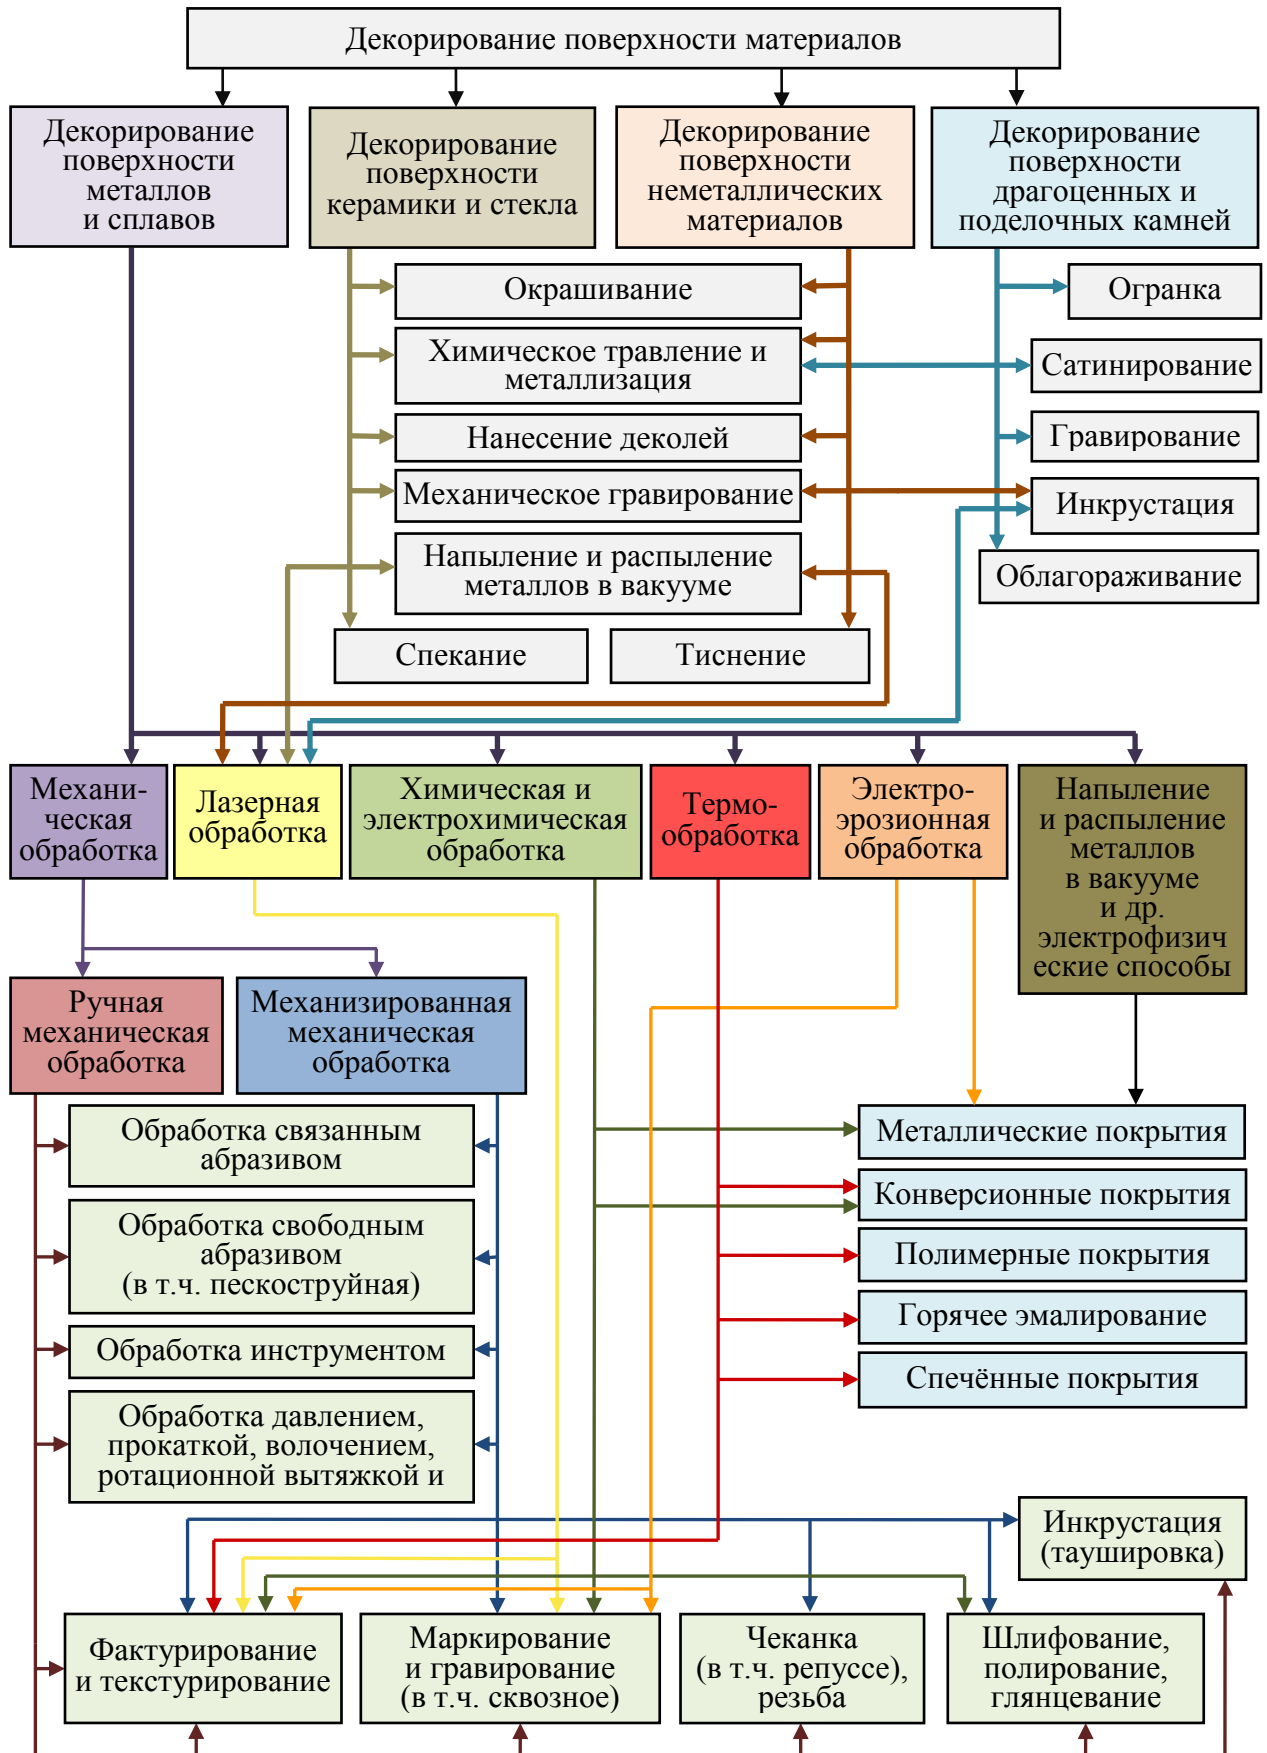 Декорирование поверхности материалов
Декорирование
поверхности
металлов
и сплавов
Декорирование
поверхности
керамики и стекла
Декорирование
поверхности
неметаллических
материалов
Декорирование
поверхности
драгоценных и
поделочных камней
Окрашивание
Огранка
Химическое травление и
металлизация
Сатинирование
Нанесение деколей
Гравирование
Механическое гравирование
Инкрустация
Напыление и распыление
металлов в вакууме
Облагораживание
Спекание
Тиснение
Механи-
ческая
обработка
Лазерная
обработка
Химическая и
электрохимическая
обработка
Термо-
обработка
Электро-
эрозионная
обработка
Напыление
и распыление
металлов
в вакууме
и др.
электрофизич
еские способы
Ручная
механическая
обработка
Механизированная
механическая
обработка
Обработка связанным
абразивом
Металлические покрытия
Обработка свободным
абразивом
(в т.ч. пескоструйная)
Конверсионные покрытия
Полимерные покрытия
Обработка инструментом
Горячее эмалирование
Спечённые покрытия
Обработка давлением,
прокаткой, волочением,
ротационной вытяжкой и
Инкрустация
(таушировка)
Фактурирование
и текстурирование
Маркирование
и гравирование
(в т.ч. сквозное)
Чеканка
(в т.ч. репуссе),
резьба
Шлифование,
полирование,
глянцевание